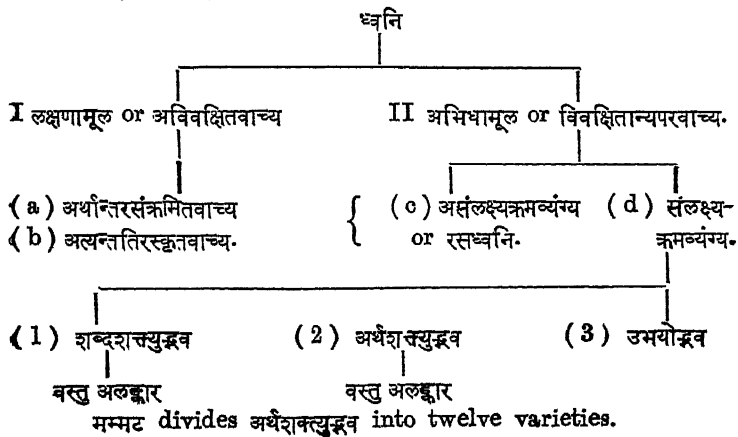 ध्वनि
I लक्षणामूल or अविवक्षितवाच्य II अभिधामूल or विवक्षितान्यपरवाच्य.
(a) अर्थान्तरसंक्रमितवाच्य (c) असंलक्ष्यक्रमव्यंग्य (d) संलक्ष्य-
(b) अत्यन्ततिरस्कृतवाच्य. or रसध्वनि. क्रमव्यंग्य.
(1) शब्दशक्त्युद्भव (2) अर्थशक्त्युद्भव (3) उभयोद्भव
वस्तु अलङ्कार वस्तु अलङ्कार
मम्मट divides अर्थशक्त्युद्भव into twelve varieties.